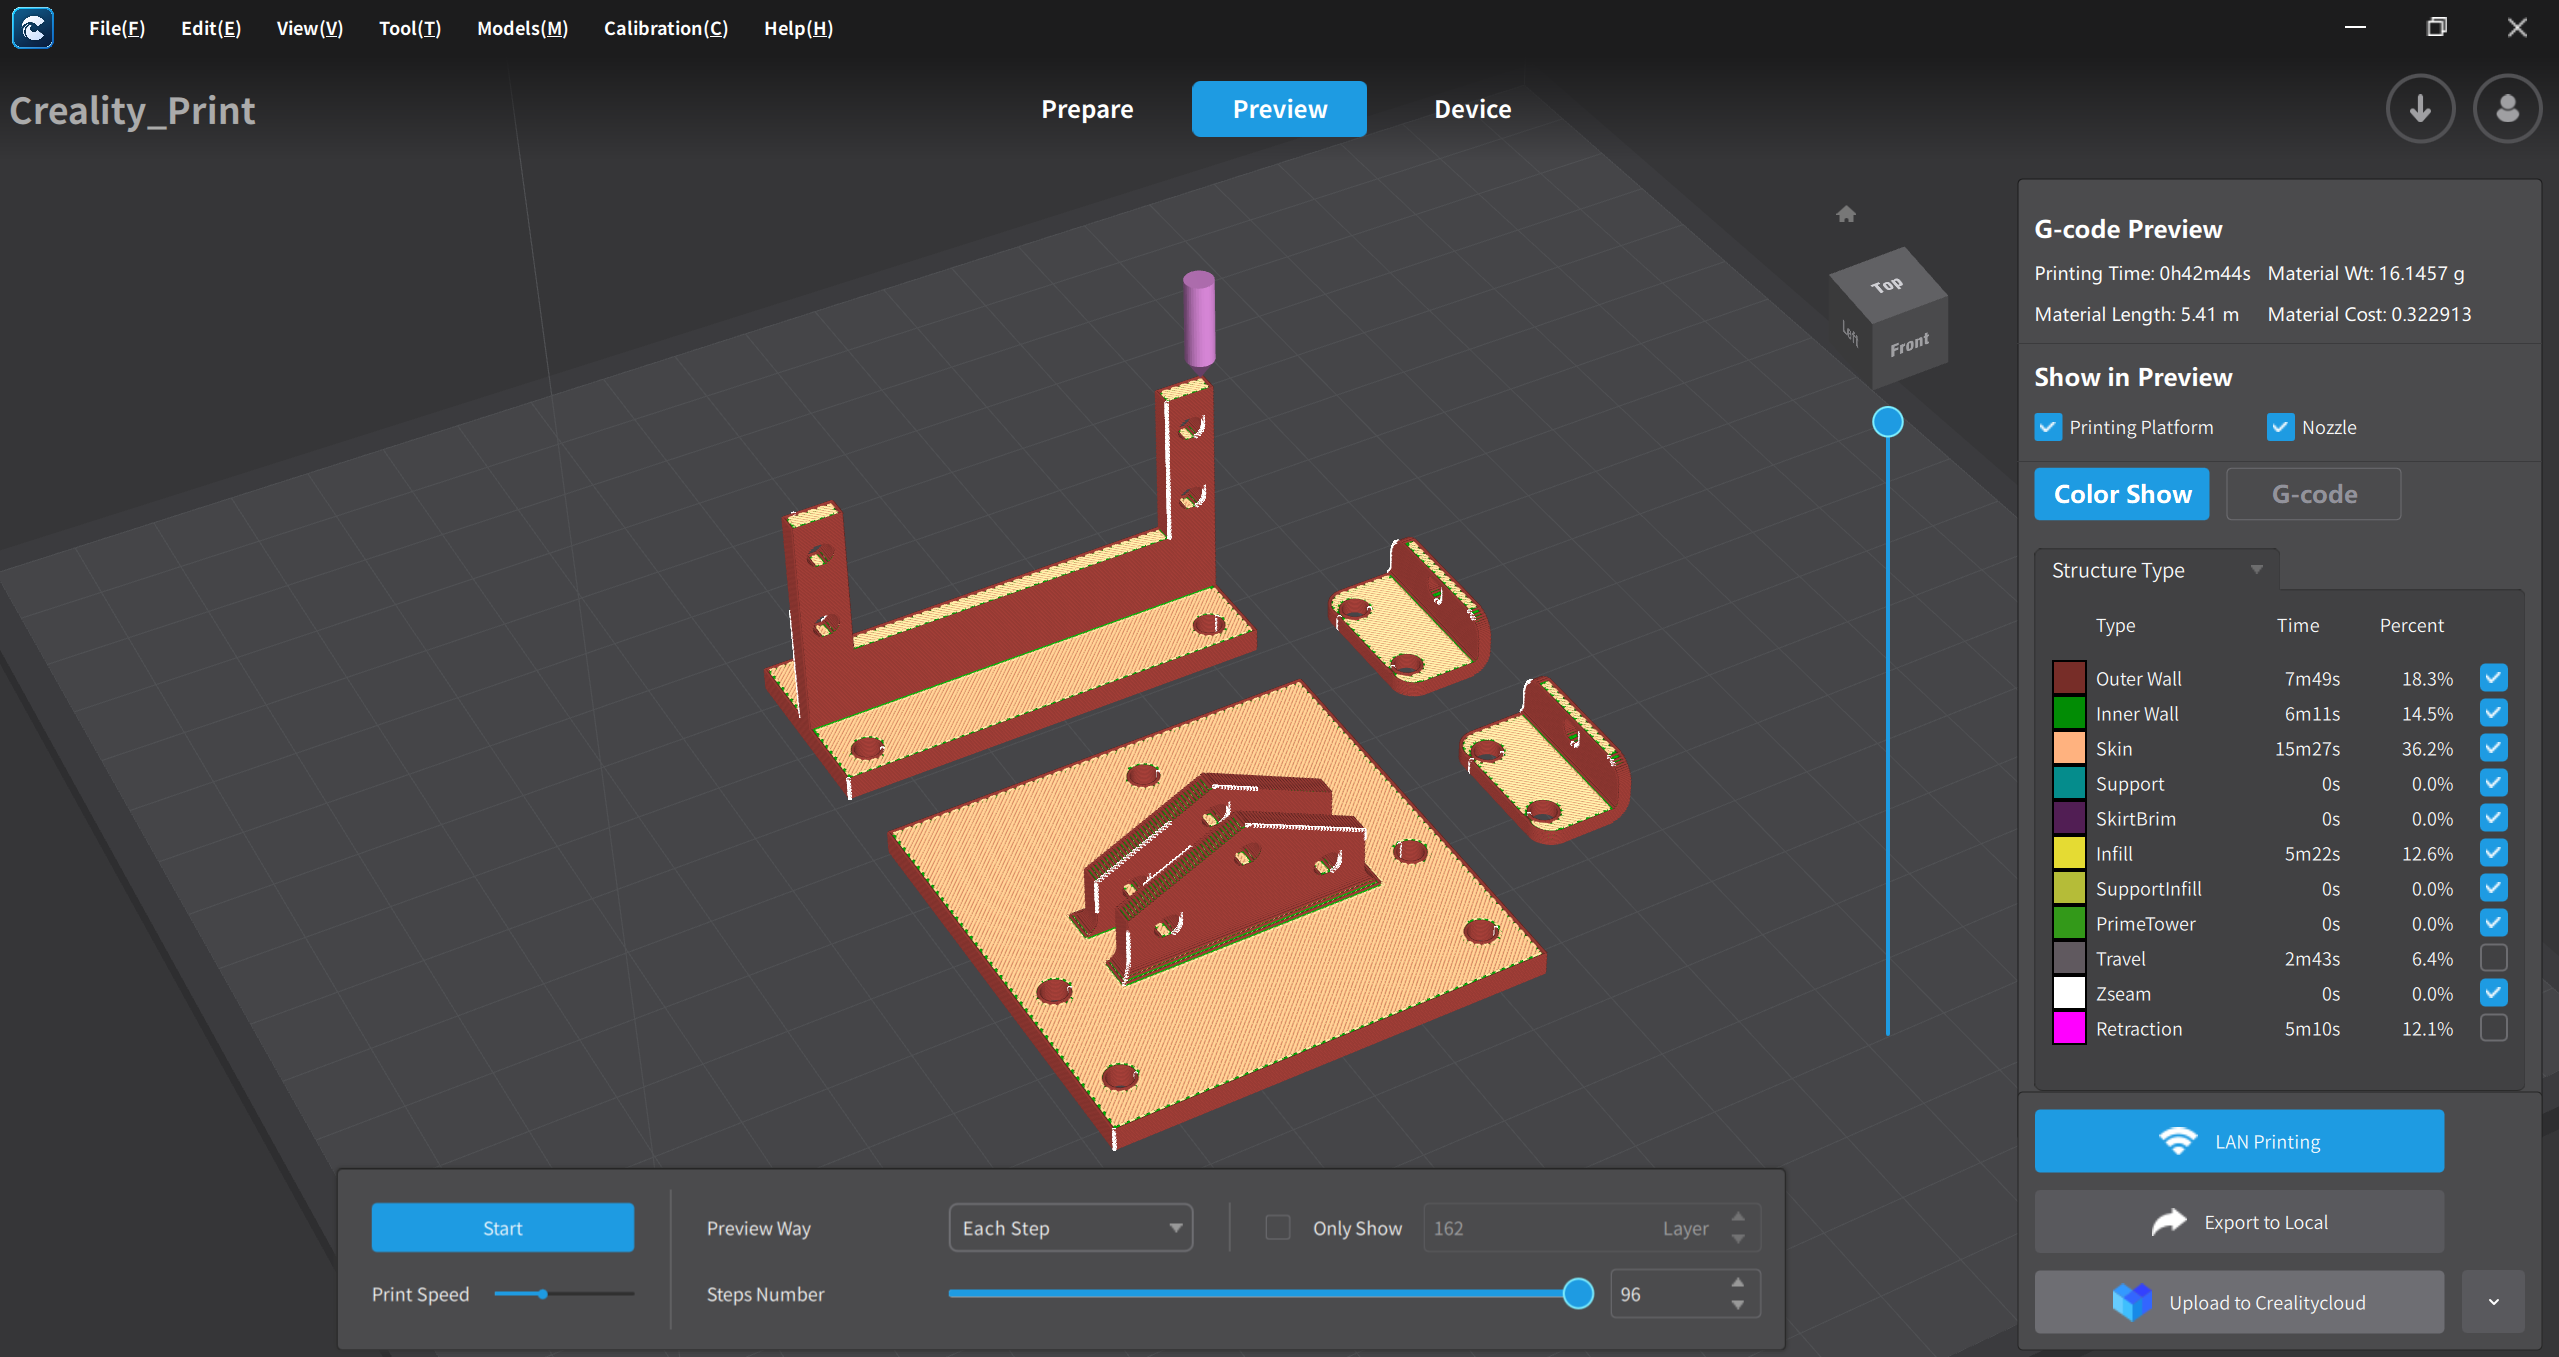 File(F) Edit(E) View(V) Tool(T) Models(M) Calibration(C) Help(H)
Creality_Print
Prepare Preview Device
Top
Left
Front
G-code Preview
Printing Time: 0h42m44s Material Wt: 16.1457 g
Material Length: 5.41 m Material Cost: 0.322913
Show in Preview
Printing Platform Nozzle
Color Show G-code
Structure Type
Type Time Percent
Outer Wall 7m49s 18.3%
Inner Wall 6m11s 14.5%
Skin 15m27s 36.2%
Support 0s 0.0%
SkirtBrim 0s 0.0%
Infill 5m22s 12.6%
SupportInfill 0s 0.0%
PrimeTower 0s 0.0%
Travel 2m43s 6.4%
Zseam 0s 0.0%
Retraction 5m10s 12.1%
LAN Printing
Export to Local
Upload to Crealitycloud
Start Preview Way Each Step Only Show 162 Layer
Print Speed Steps Number 96